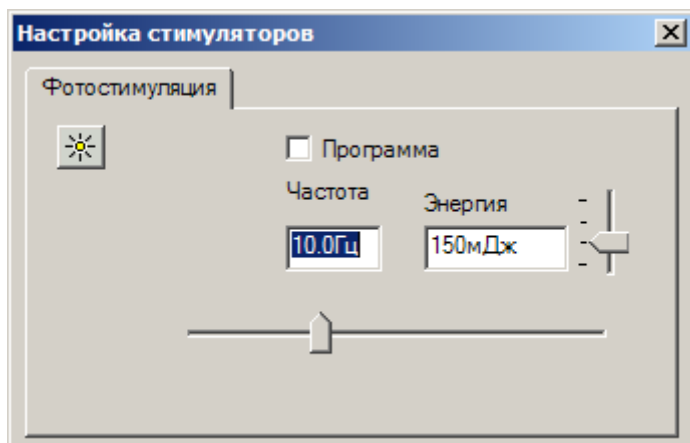 Настройка стимуляторов
Фотостимуляция
Программа
Частота
Энергия
10.0Гц
150мДж